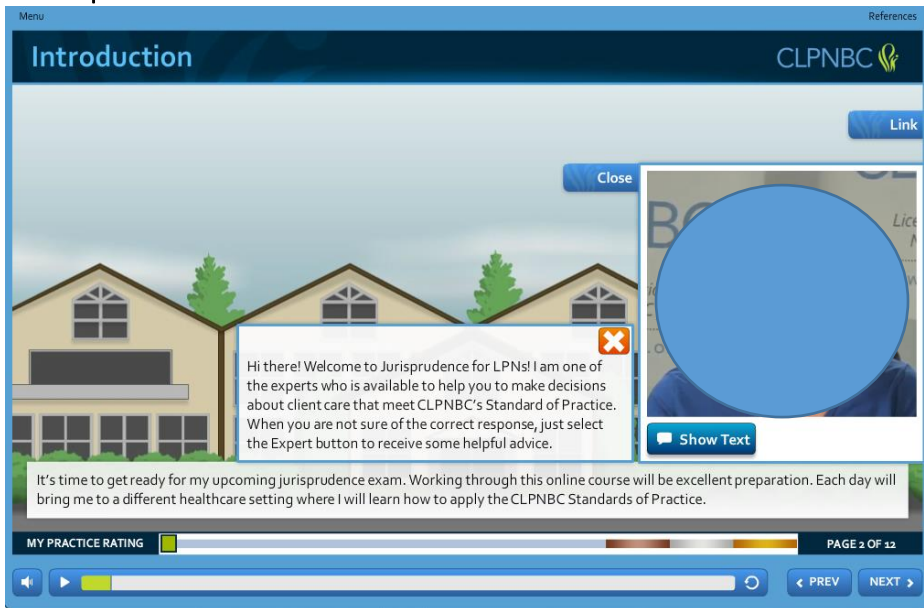 Menu
References
Introduction
CLPNBC
Link
Close
Lice
Hi there! Welcome to Jurisprudence for LPNs! I am one of
the experts who is available to help you to make decisions
about client care that meet CLPNBC's Standard of Practice.
When you are not sure of the correct response, just select
the Expert button to receive some helpful advice.
Show Text
It's time to get ready for my upcoming jurisprudence exam. Working through this online course will be excellent preparation. Each day will
bring me to a different healthcare setting where I will learn how to apply the CLPNBC Standards of Practice.
MY PRACTICE RATING
PAGE 2 OF 12
PREV
NEXT